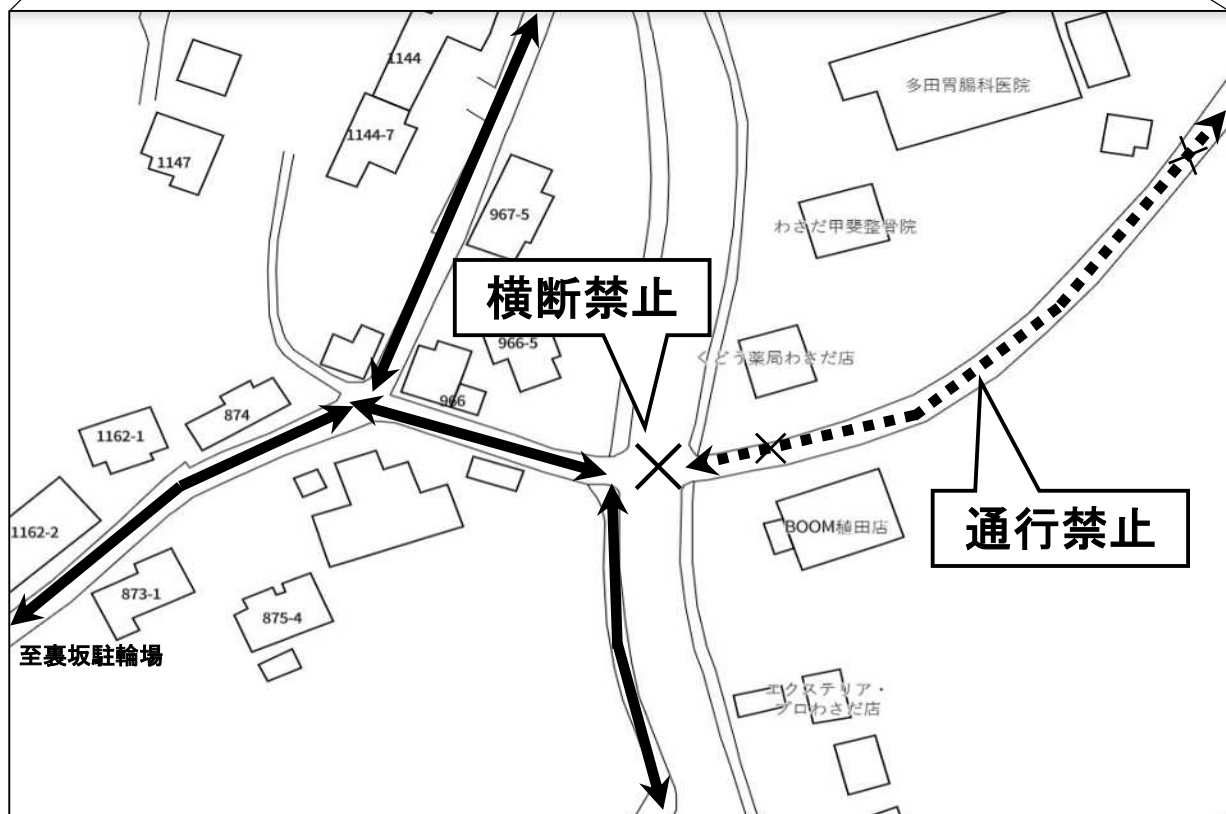 1144
多田胃腸科医院
1144-7
1147
967-5
わさだ甲斐整骨院
横断禁止
966-5
くどう薬局わさだ店
966
874
1162-1
1162-2
BOOM稙田店
通行禁止
873-1
875-4
至裏坂駐輪場
エクステリア・
プロわさだ店